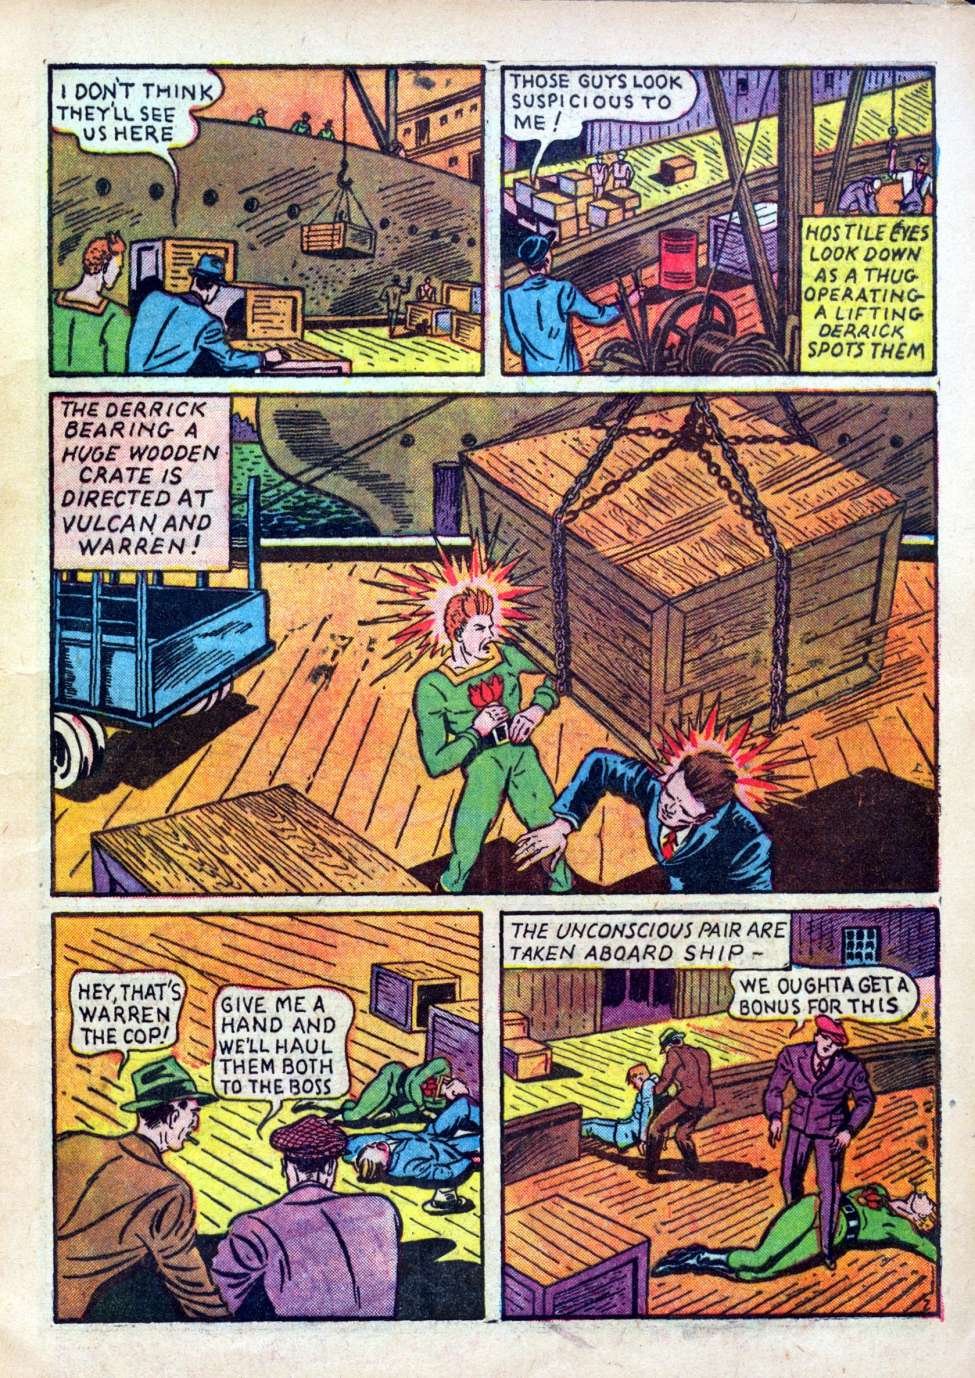 I DON'T THINK
THEY'LL SEE
US HERE
THOSE GUYS LOOK
SUSPICIOUS TO
ME!
HOSTILE EYES
LOOK DOWN
AS A THUG
OPERATING
A LIFTING
DERRICK
SPOTS THEM
THE DERRICK
BEARING A
HUGE WOODEN
CRATE IS
DIRECTED AT
VULCAN AND
WARREN!
HEY, THAT'S
WARREN
THE COP!
GIVE ME A
HAND AND
WE'LL HAUL
THEM BOTH
TO THE BOSS
THE UNCONSCIOUS PAIR ARE
TAKEN ABOARD SHIP-
WE OUGHTA GET A
BONUS FOR THIS